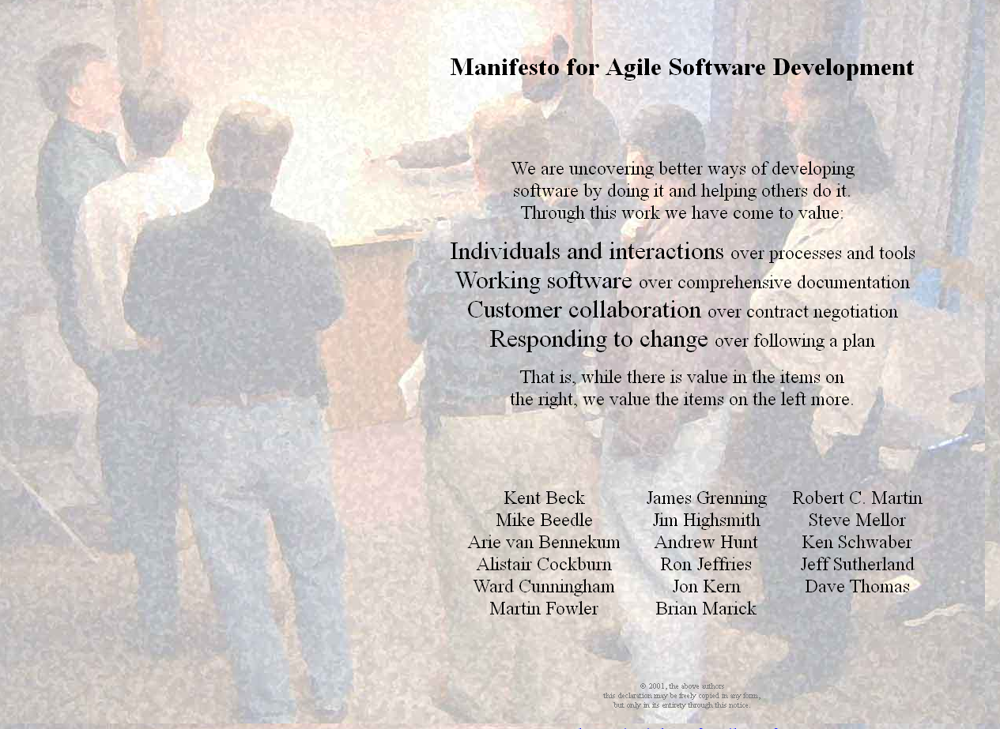 Manifesto for Agile Software Development
We are uncovering better ways of developing
software by doing it and helping others do it.
Through this work we have come to value:
Individuals and interactions over processes and tools
Working software over comprehensive documentation
Customer collaboration over contract negotiation
Responding to change over following a plan
That is, while there is value in the items on
the right, we value the items on the left more.
Kent Beck
Mike Beedle
Arie van Bennekum
Alistair Cockburn
Ward Cunningham
Martin Fowler
James Grenning
Jim Highsmith
Andrew Hunt
Ron Jeffries
Jon Kern
Brian Marick
Robert C. Martin
Steve Mellor
Ken Schwaber
Jeff Sutherland
Dave Thomas
© 2001, the above authors
this declaration may be freely copied in any form,
but only in its entirety through this notice.